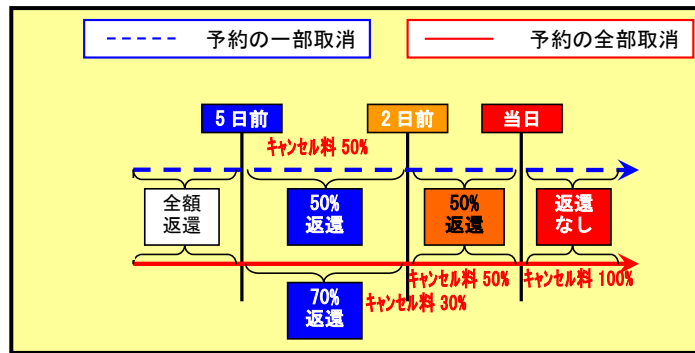 予約の一部取消
予約の全部取消
5 日前
2 日前
当日
キャンセル料 50%
全額
返還
50%
返還
50%
返還
返還
なし
70%
返還
キャンセル料 30%
キャンセル料 50%
キャンセル料 100%